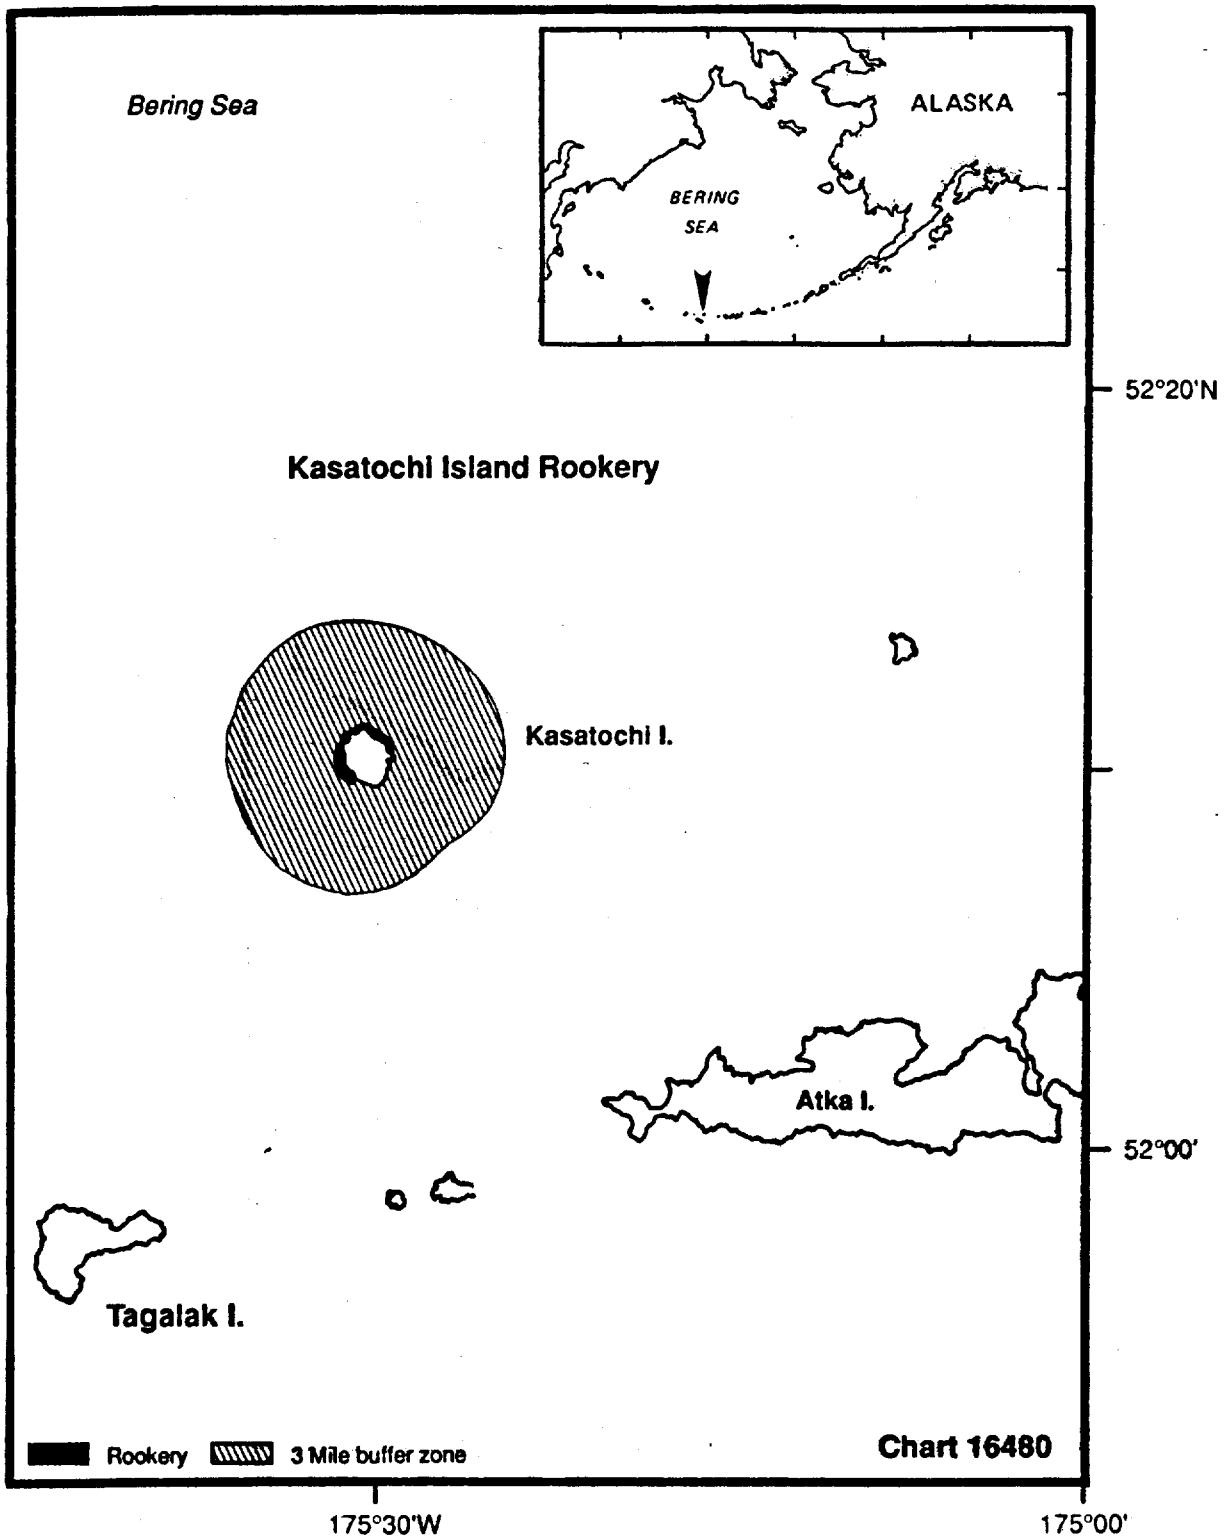 Bering Sea
ALASKA
BERING
SEA
52°20'N
Kasatochi Island Rookery
Kasatochi I.
Atka I.
52°00'
Tagalak I.
Rookery
3 Mile buffer zone
Chart 16480
175°30'W
175°00'